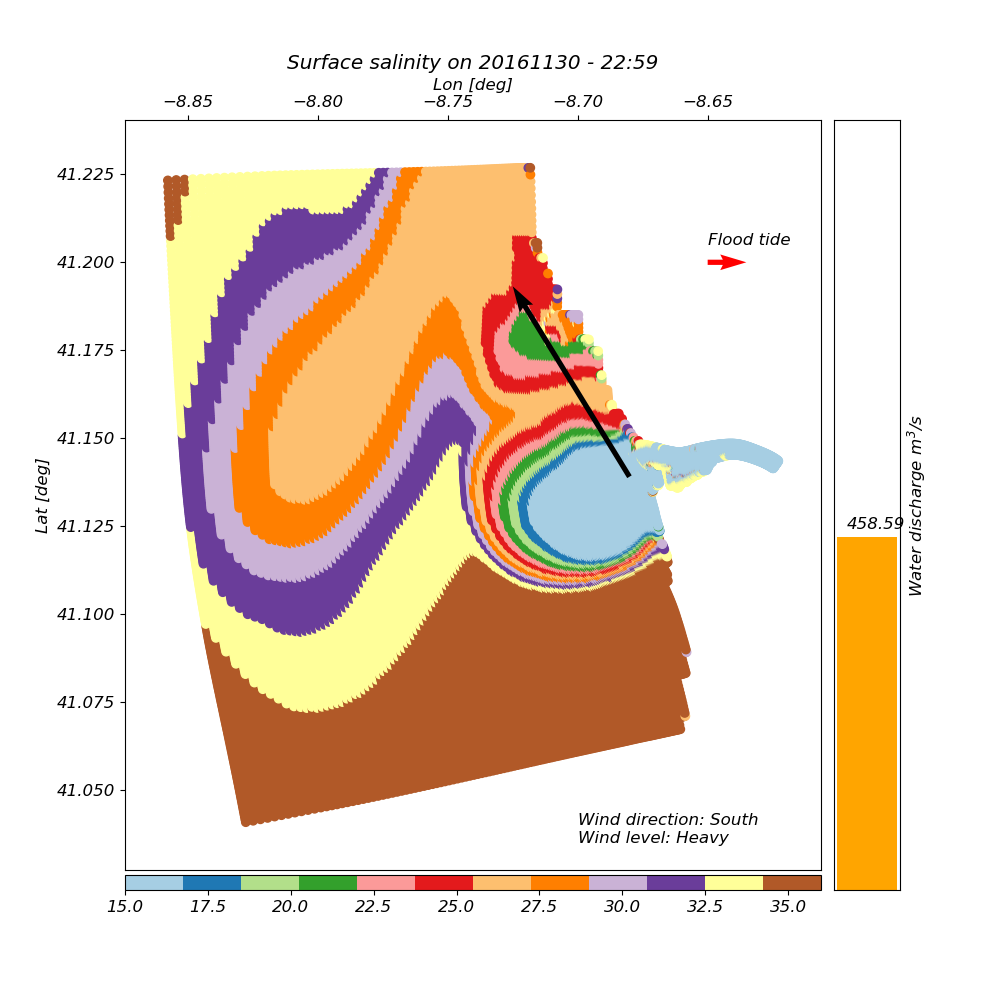 Surface salinity on 20161130 - 22:59
Lon [deg]
−8.85 −8.80 −8.75 −8.70 −8.65
41.225
41.200
41.175
41.150
41.125
41.100
41.075
41.050
Lat [deg]
Flood tide
Wind direction: South
Wind level: Heavy
458.59
Water discharge m³/s
15.0 17.5 20.0 22.5 25.0 27.5 30.0 32.5 35.0